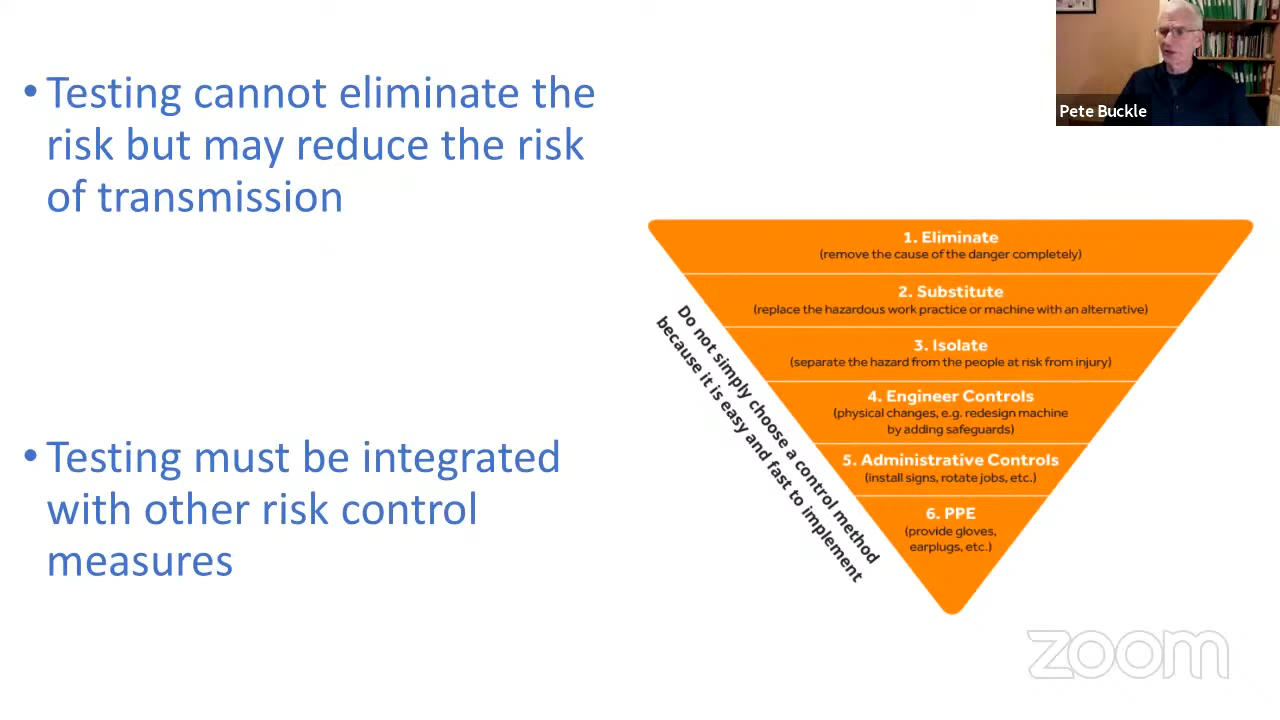 • Testing cannot eliminate the
risk but may reduce the risk
of transmission
• Testing must be integrated
with other risk control
measures
Pete Buckle
1. Eliminate
(remove the cause of the danger completely)
2. Substitute
(replace the hazardous work practice or machine with an alternative)
3. Isolate
(separate the hazard from the people at risk from injury)
4. Engineer Controls
(physical changes, e.g. redesign machine
by adding safeguards)
5. Administrative Controls
(install signs, rotate jobs, etc.)
6. PPE
(provide gloves,
earplugs, etc.)
Do not simply choose a control method
because it is easy and fast to implement
zoom